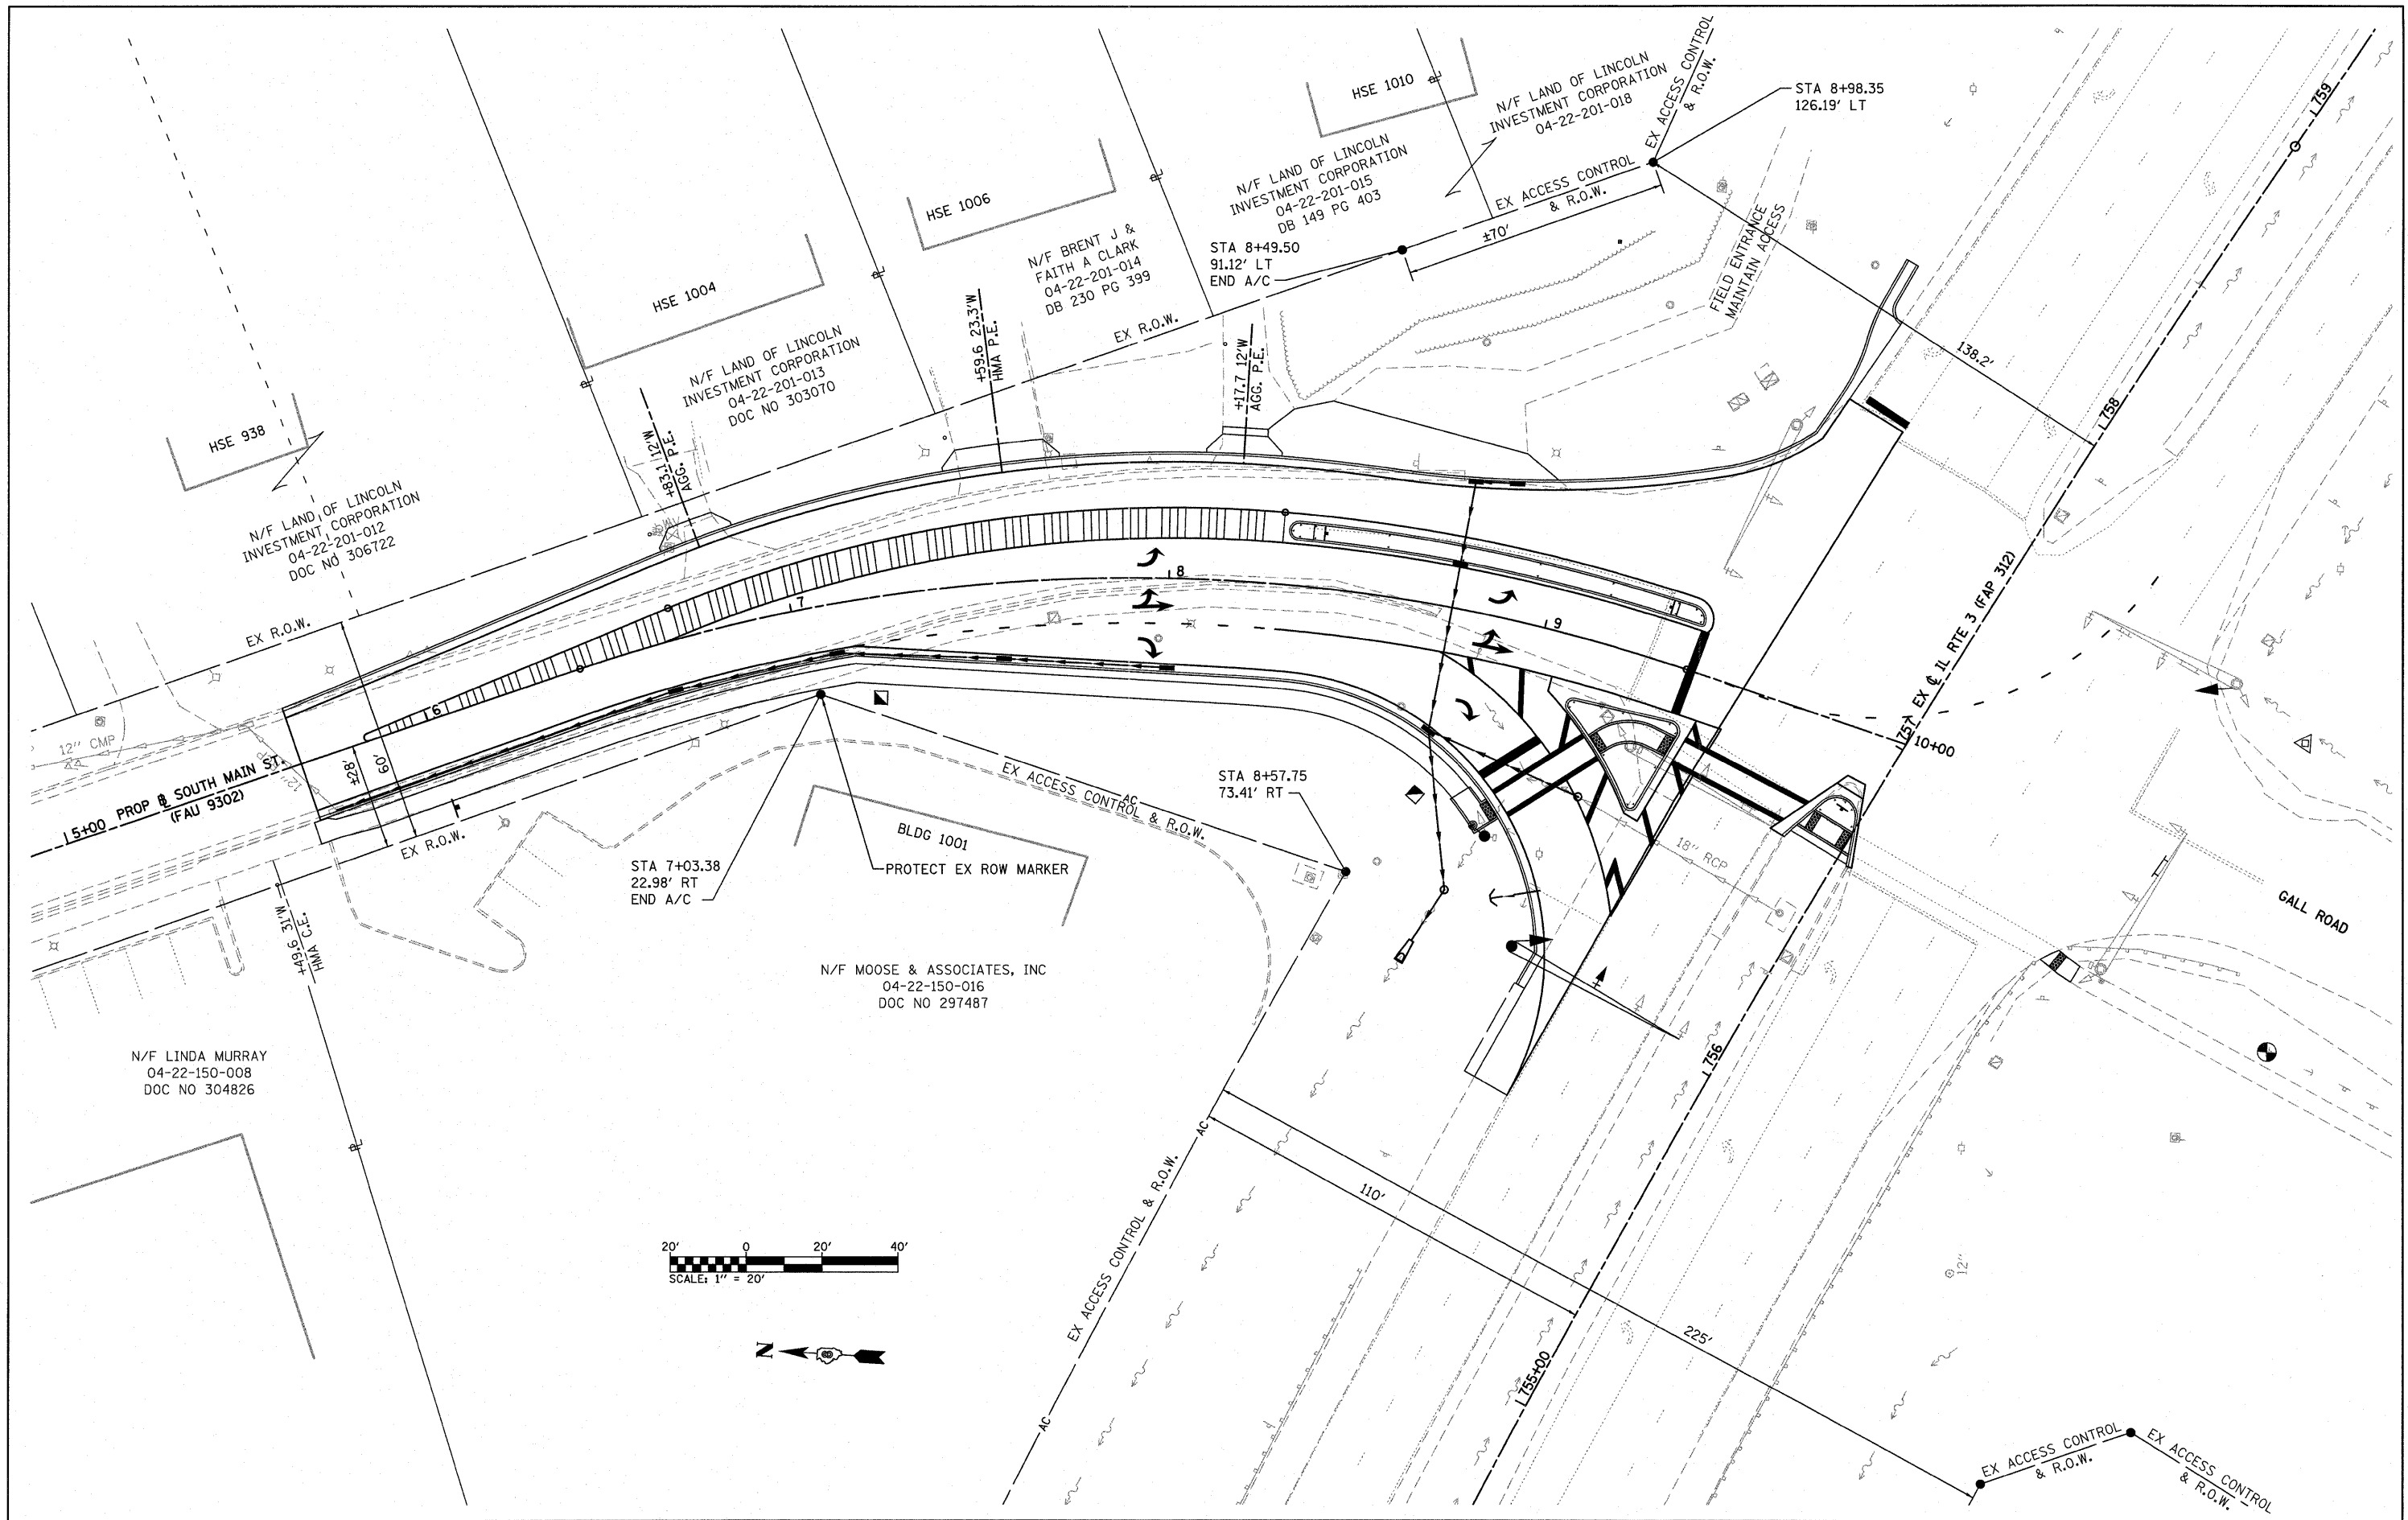 HSE 1010
N/F LAND OF LINCOLN
INVESTMENT CORPORATION
04-22-201-018
EX ACCESS CONTROL
& R.O.W.
STA 8+98.35
126.19' LT
759
HSE 1006
N/F LAND OF LINCOLN
INVESTMENT CORPORATION
04-22-201-015
DB 149 PG 403
EX ACCESS CONTROL
& R.O.W.
±70'
STA 8+49.50
91.12' LT
END A/C
FIELD ENTRANCE
MAINTAIN ACCESS
N/F BRENT J &
FAITH A CLARK
04-22-201-014
DB 230 PG 399
HSE 1004
EX R.O.W.
+59.6 23.3'W
HMA P.E.
+17.7 12'W
AGG. P.E.
138.2'
758
N/F LAND OF LINCOLN
INVESTMENT CORPORATION
04-22-201-013
DOC NO 303070
HSE 938
+83.1 12'W
AGG. P.E.
N/F LAND OF LINCOLN
INVESTMENT CORPORATION
04-22-201-012
DOC NO 306722
EX R.O.W.
8
7
9
6
757 EX ℄ IL RTE 3 (FAP 312)
10+00
12" CMP
12" CMP
±28'
60'
5+00 PROP ⅊ SOUTH MAIN ST.
(FAU 9302)
EX R.O.W.
EX ACCESS CONTROL & R.O.W.
AC
STA 8+57.75
73.41' RT
BLDG 1001
STA 7+03.38
22.98' RT
END A/C
PROTECT EX ROW MARKER
18" RCP
GALL ROAD
+49.6 31'W
HMA C.E.
N/F MOOSE & ASSOCIATES, INC
04-22-150-016
DOC NO 297487
N/F LINDA MURRAY
04-22-150-008
DOC NO 304826
756
AC
EX ACCESS CONTROL & R.O.W.
AC
110'
225'
12"
20' 0 20' 40'
SCALE: 1" = 20'
N
755+00
EX ACCESS CONTROL
& R.O.W.
EX ACCESS CONTROL
& R.O.W.